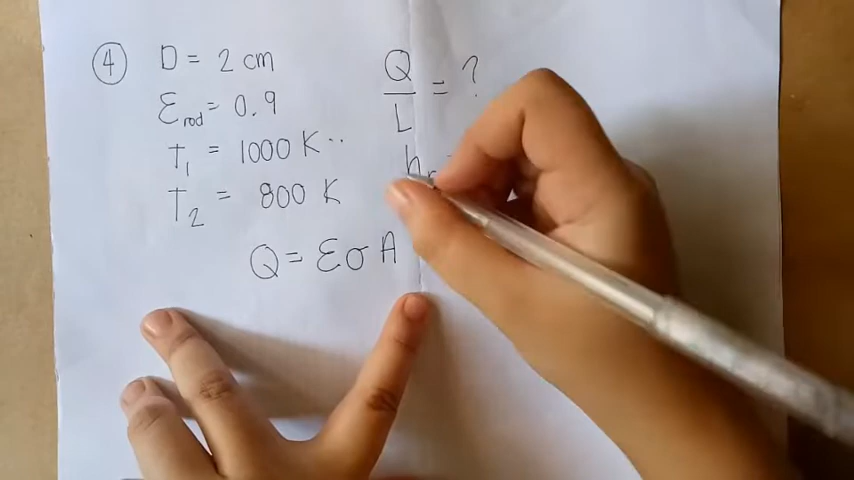 ④ D = 2 cm
Q/L = ?
ε_rod = 0.9
T₁ = 1000 K··
h
T₂ = 800 K
Q = εσA